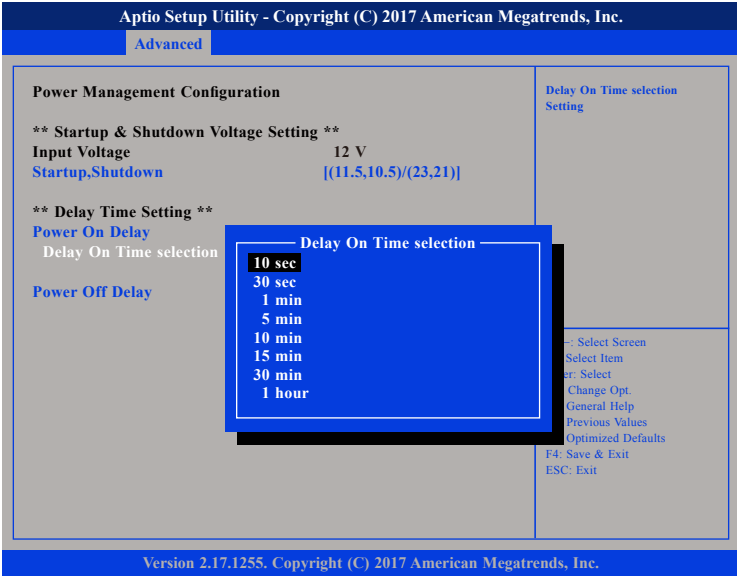 Aptio Setup Utility - Copyright (C) 2017 American Megatrends, Inc.
Advanced
Power Management Configuration
** Startup & Shutdown Voltage Setting **
Input Voltage 12 V
Startup,Shutdown [(11.5,10.5)/(23,21)]
** Delay Time Setting **
Power On Delay
Delay On Time selection
Power Off Delay
Delay On Time selection
10 sec
30 sec
1 min
5 min
10 min
15 min
30 min
1 hour
Delay On Time selection
Setting
: Select Screen
Select Item
er: Select
Change Opt.
General Help
Previous Values
Optimized Defaults
F4: Save & Exit
ESC: Exit
Version 2.17.1255. Copyright (C) 2017 American Megatrends, Inc.